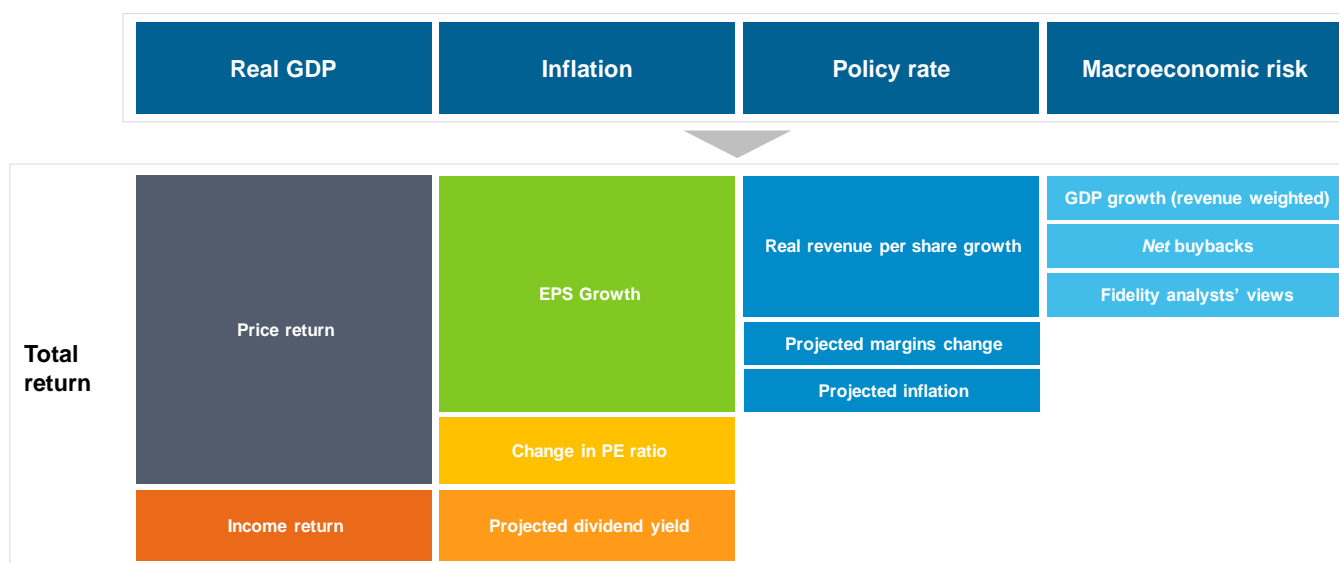 Real GDP
Inflation
Policy rate
Macroeconomic risk
Total
return
Price return
Income return
EPS Growth
Change in PE ratio
Projected dividend yield
Real revenue per share growth
Projected margins change
Projected inflation
GDP growth (revenue weighted)
Net buybacks
Fidelity analysts’ views